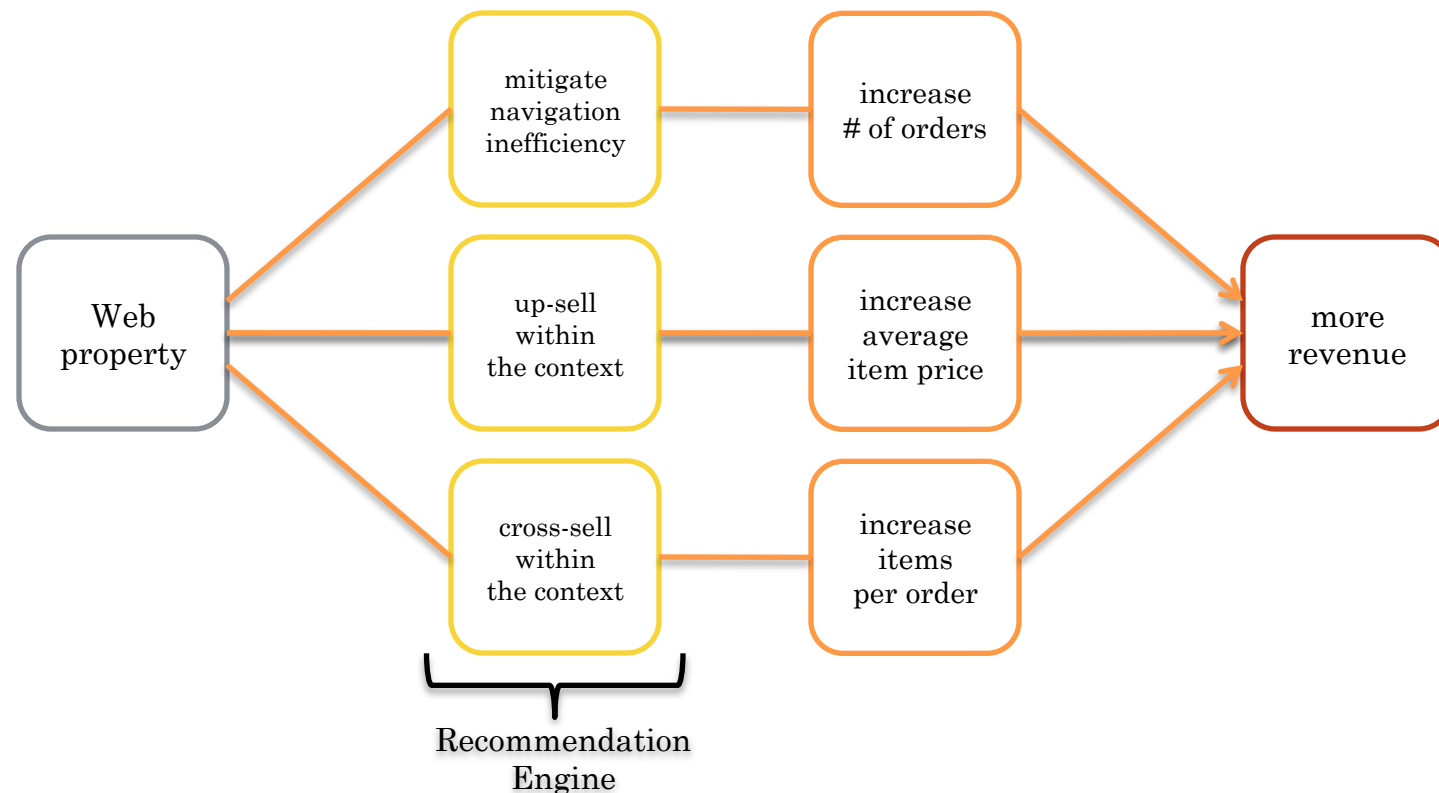 mitigate
navigation
inefficiency
increase
# of orders
Web
property
up-sell
within
the context
increase
average
item price
more
revenue
cross-sell
within
the context
increase
items
per order
Recommendation
Engine